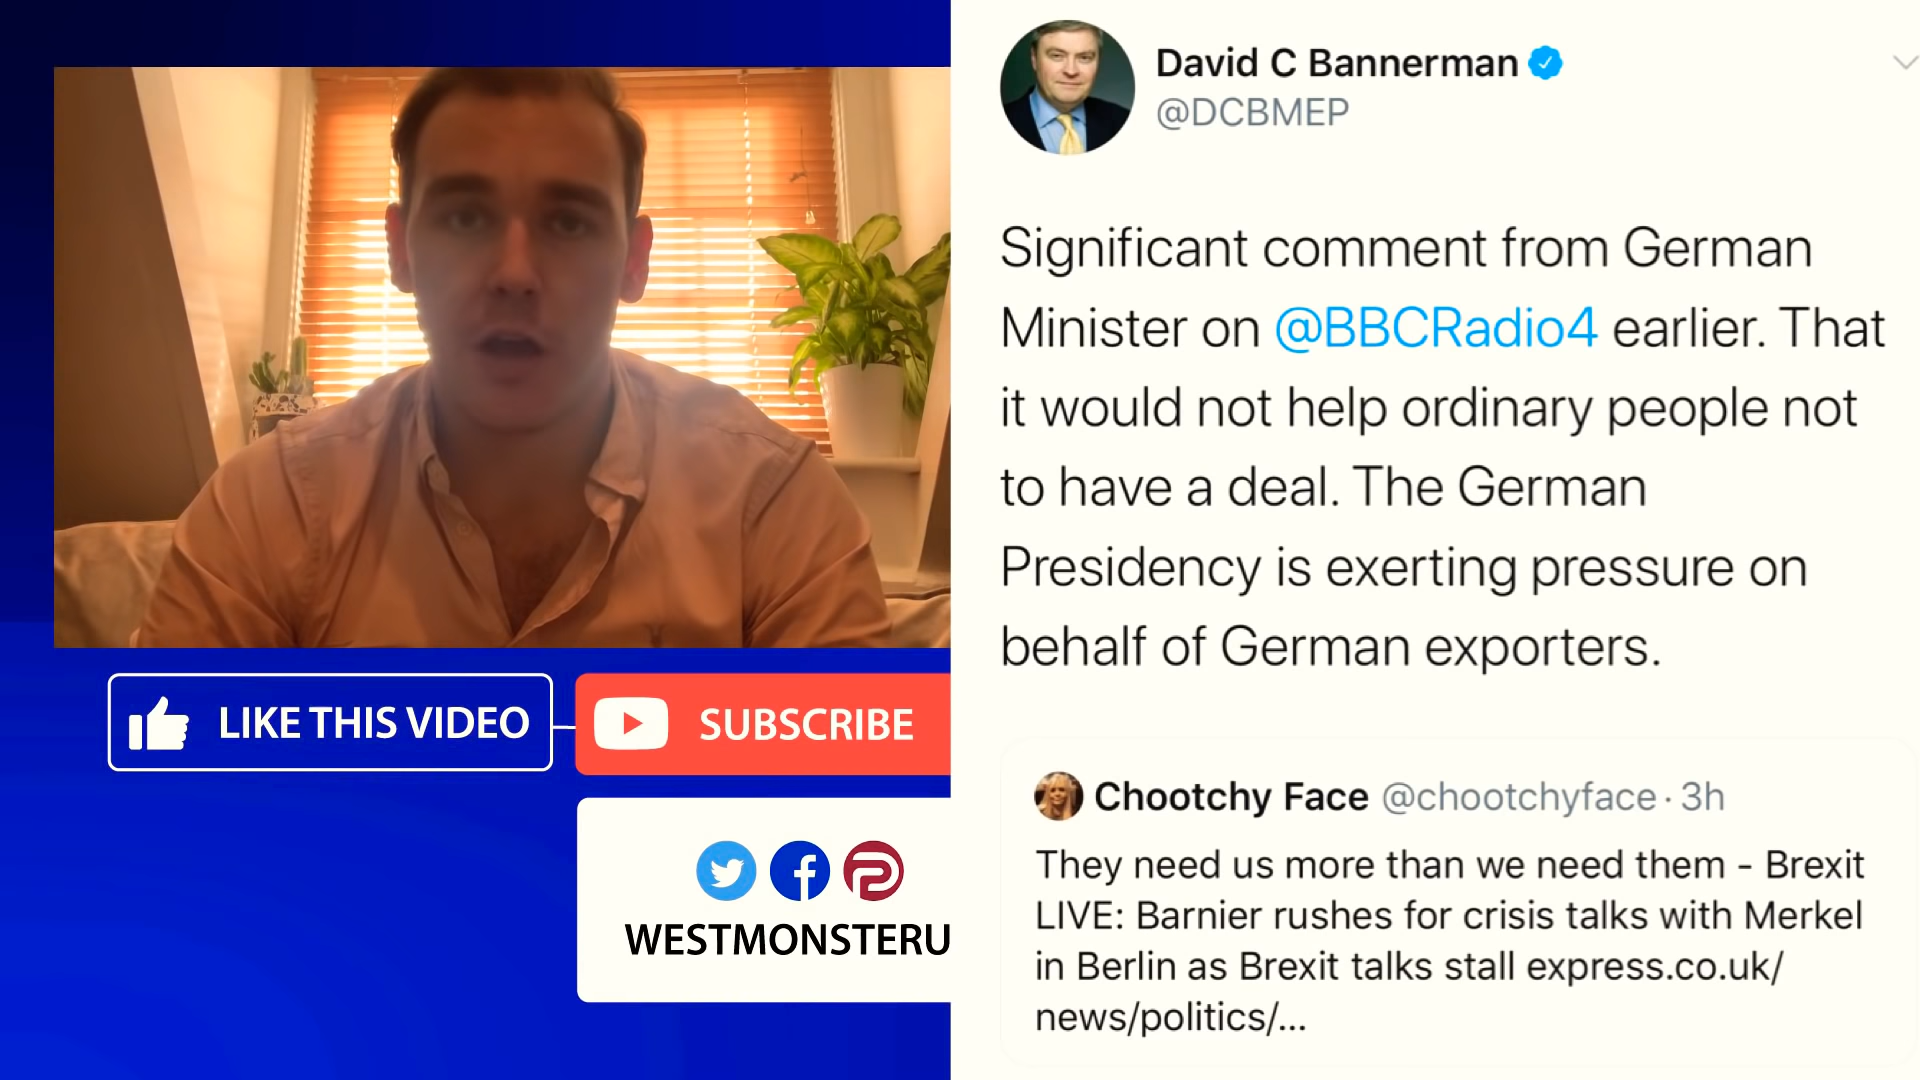 LIKE THIS VIDEO
SUBSCRIBE
WESTMONSTERU
David C Bannerman
@DCBMEP
Significant comment from German
Minister on @BBCRadio4 earlier. That
it would not help ordinary people not
to have a deal. The German
Presidency is exerting pressure on
behalf of German exporters.
Chootchy Face @chootchyface · 3h
They need us more than we need them - Brexit
LIVE: Barnier rushes for crisis talks with Merkel
in Berlin as Brexit talks stall express.co.uk/
news/politics/...